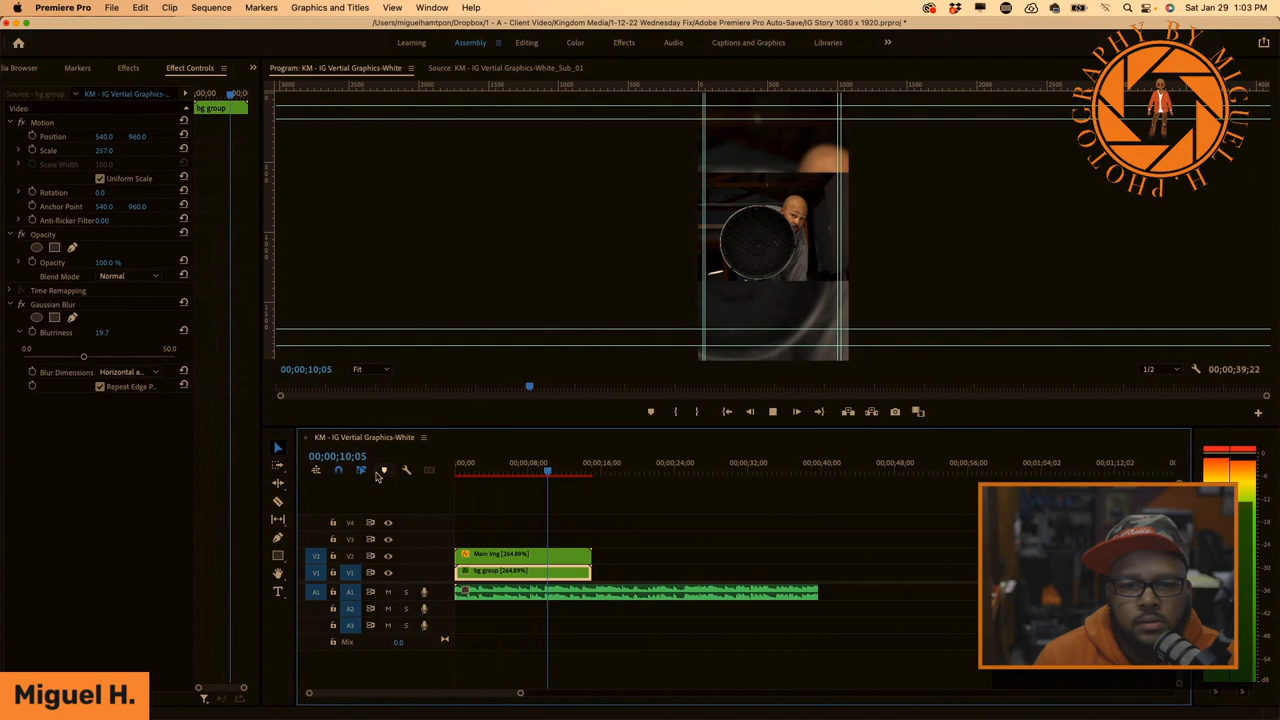 Premiere Pro File Edit Clip Sequence Markers Graphics and Titles View Window Help Sat Jan 29 1:03 PM
/Users/miguelhamtpon/Dropbox/1 - A - Client Video/Kingdom Media/1-12-22 Wednesday Fix/Adobe Premiere Pro Auto-Save/IG Story 1080 x 1920.prproj *
Learning Assembly Editing Color Effects Audio Captions and Graphics Libraries
PHOTOGRAPHY BY MIGUEL H.
ia Browser Markers Effects Effect Controls Program: KM - IG Vertial Graphics-White Source: KM - IG Vertial Graphics-White_Sub_01
Source - bg group KM - IG Vertial Graphics-...
Video bg group
fx Motion
Position 540.0 960.0
Scale 257.0
Scale Width 100.0
Uniform Scale
Rotation 0.0
Anchor Point 540.0 960.0
Anti-flicker Filter 0.00
fx Opacity
Opacity 100.0 %
Blend Mode Normal
Time Remapping
fx Gaussian Blur
Blurriness 19.7
0.0 50.0
Blur Dimensions Horizontal a...
Repeat Edge P...
00;00;10;05 Fit 1/2 00;00;39;22
KM - IG Vertial Graphics-White
00;00;10;05
;00;00 00;00;08;00 00;00;16;00 00;00;24;00 00;00;32;00 00;00;40;00 00;00;48;00 00;00;56;00 00;01;04;02 00;01;12;02
V4
V3
V2 V2 Main img [264.89%]
V1 V1 bg group [264.89%]
A1 A1 M S
A2 M S
A3 M S
Mix 0.0
S S
Miguel H.